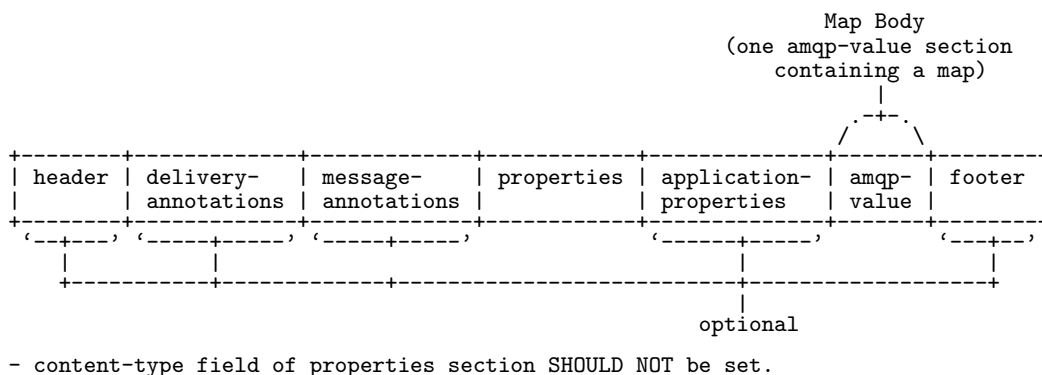 Map Body
(one amqp-value section
containing a map)
|
.-+-.
/     \
+--------+--------------+--------------+------------+---------------+-------+---------
| header | delivery-    | message-     | properties | application-  | amqp- | footer
|        | annotations  | annotations  |            | properties    | value |
+--------+--------------+--------------+------------+---------------+-------+---------
‘--+---’ ‘-----+-----’ ‘-----+-----’ ‘------+------’ ‘---+--’
|           |                                          |                    |
+-----------+--------------+----------------------------+--------------------+
|
optional
- content-type field of properties section SHOULD NOT be set.